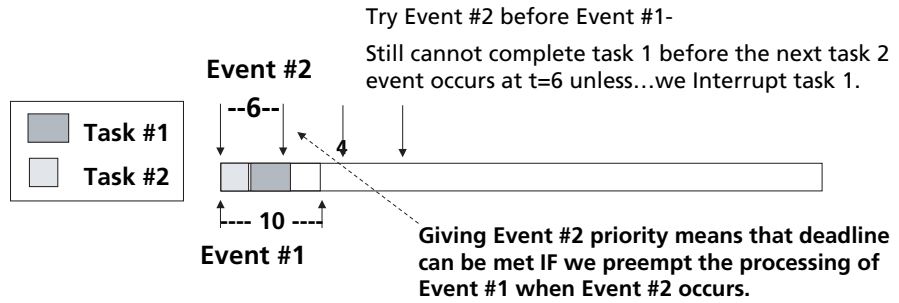 Try Event #2 before Event #1-
Still cannot complete task 1 before the next task 2
event occurs at t=6 unless...we Interrupt task 1.
Event #2
--6--
4
Task #1
Task #2
---- 10 ----
Event #1
Giving Event #2 priority means that deadline
can be met IF we preempt the processing of
Event #1 when Event #2 occurs.